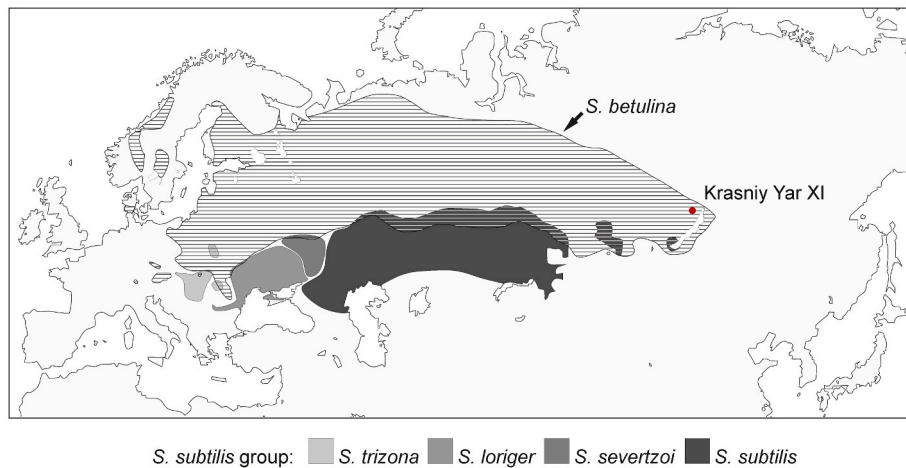 S. betulina
Krasniy Yar XI
S. subtilis group: S. trizona S. loriger S. severtzoi S. subtilis